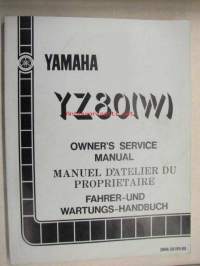 YAMAHA
YZ80(W)
OWNER'S SERVICE
MANUAL
MANUEL D'ATELIER DU
PROPRIETAIRE
FAHRER-UND
WARTUNGS-HANDBUCH